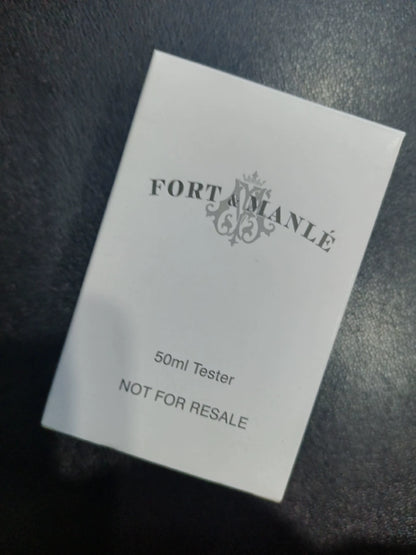 FORT & MANLÉ
50ml Tester
NOT FOR RESALE